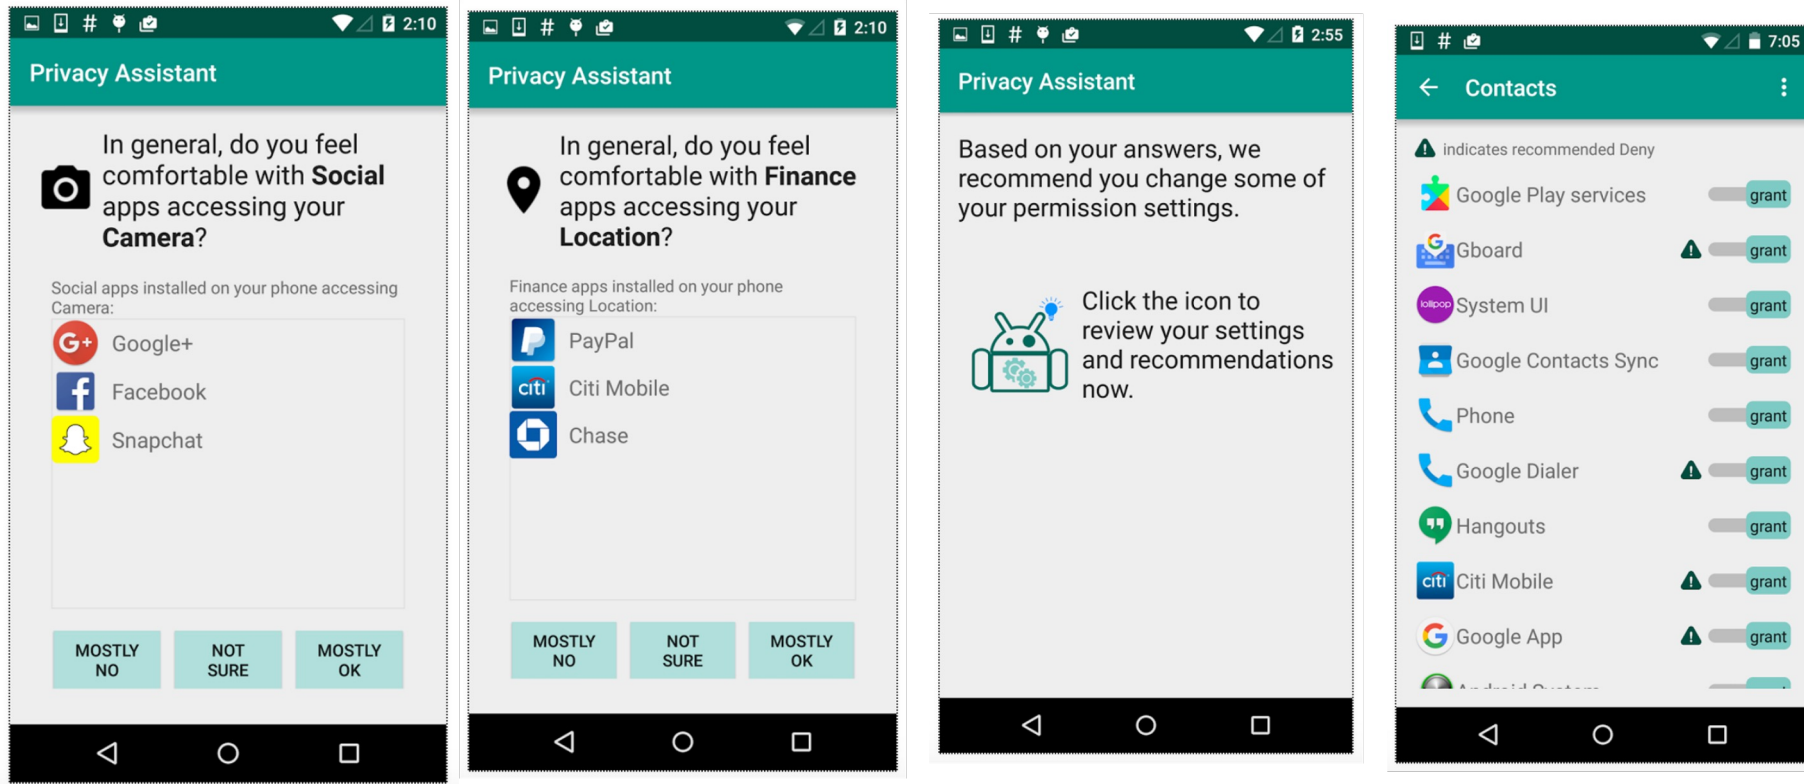 2:10
Privacy Assistant
In general, do you feel
comfortable with Social
apps accessing your
Camera?
Social apps installed on your phone accessing
Camera:
G+ Google+
Facebook
Snapchat
MOSTLY NO
NOT SURE
MOSTLY OK
2:10
Privacy Assistant
In general, do you feel
comfortable with Finance
apps accessing your
Location?
Finance apps installed on your phone
accessing Location:
PayPal
citi Citi Mobile
Chase
MOSTLY NO
NOT SURE
MOSTLY OK
2:55
Privacy Assistant
Based on your answers, we
recommend you change some of
your permission settings.
Click the icon to
review your settings
and recommendations
now.
7:05
Contacts
indicates recommended Deny
Google Play services grant
Gboard grant
lollipop System UI grant
Google Contacts Sync grant
Phone grant
Google Dialer grant
Hangouts grant
citi Citi Mobile grant
Google App grant
Android System